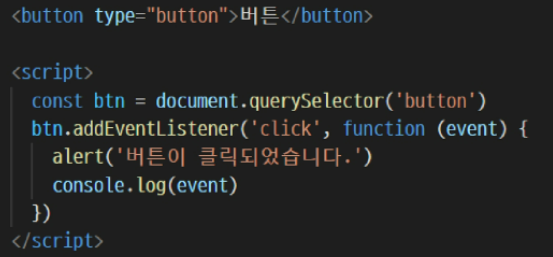 <button type="button">버튼</button>
<script>
const btn = document.querySelector('button')
btn.addEventListener('click', function (event) {
alert('버튼이 클릭되었습니다.')
console.log(event)
})
</script>